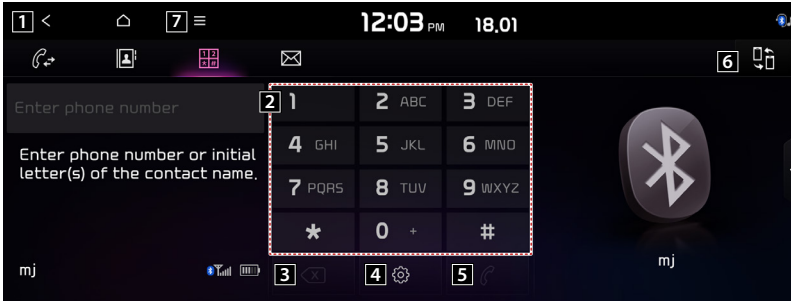 1 < 7 12:03 PM 18.01
1 2 * # 6
Enter phone number
2 1 2 ABC 3 DEF
Enter phone number or initial
letter(s) of the contact name.
4 GHI 5 JKL 6 MNO
7 PQRS 8 TUV 9 WXYZ
* 0 + #
mj 3 4 5 mj